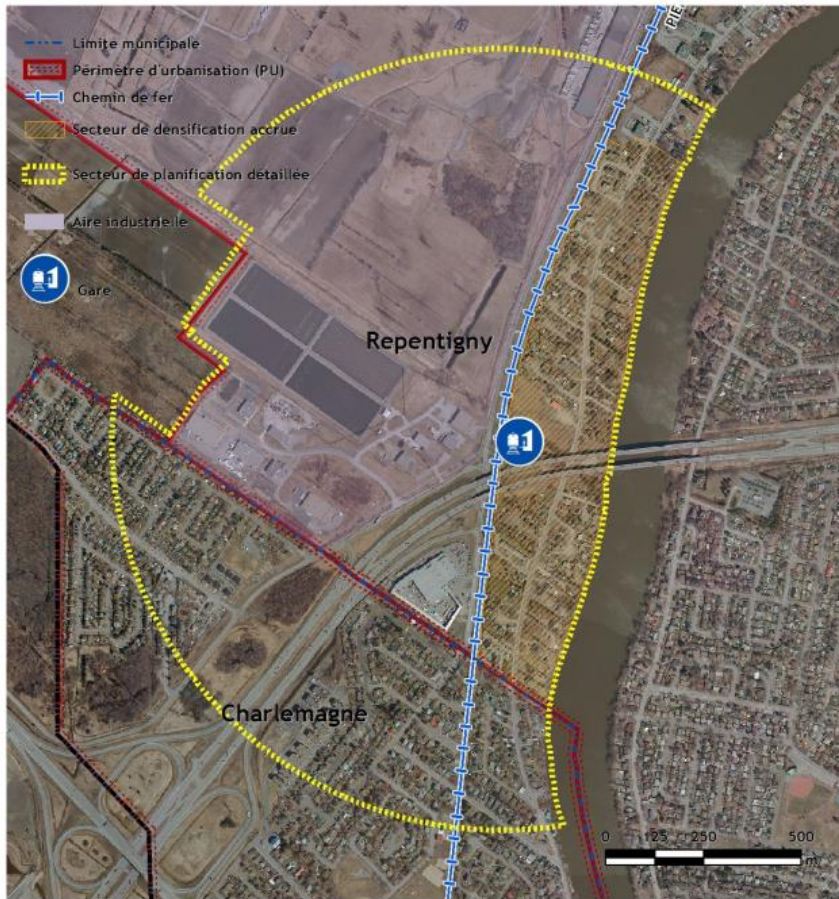 Limite municipale
Périmètre d'urbanisation (PU)
Chemin de fer
Secteur de densification accrue
Secteur de planification détaillée
Aire industrielle
Gare
Repentigny
Charlemagne
0 125 250 500
m